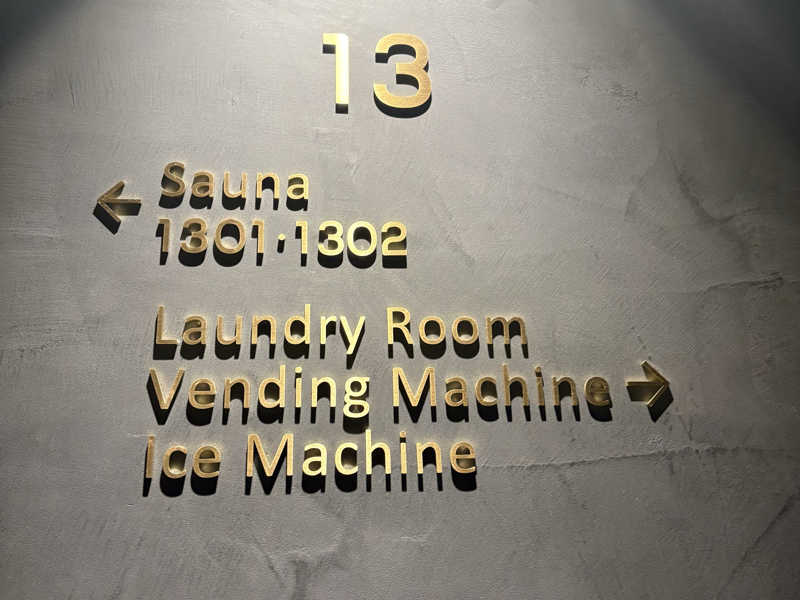 13
← Sauna
1301·1302
Laundry Room
Vending Machine →
Ice Machine